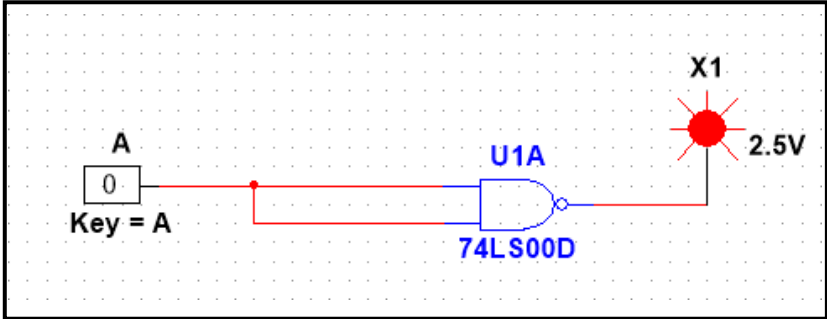 X1
2.5V
A
0
Key = A
U1A
74LS00D